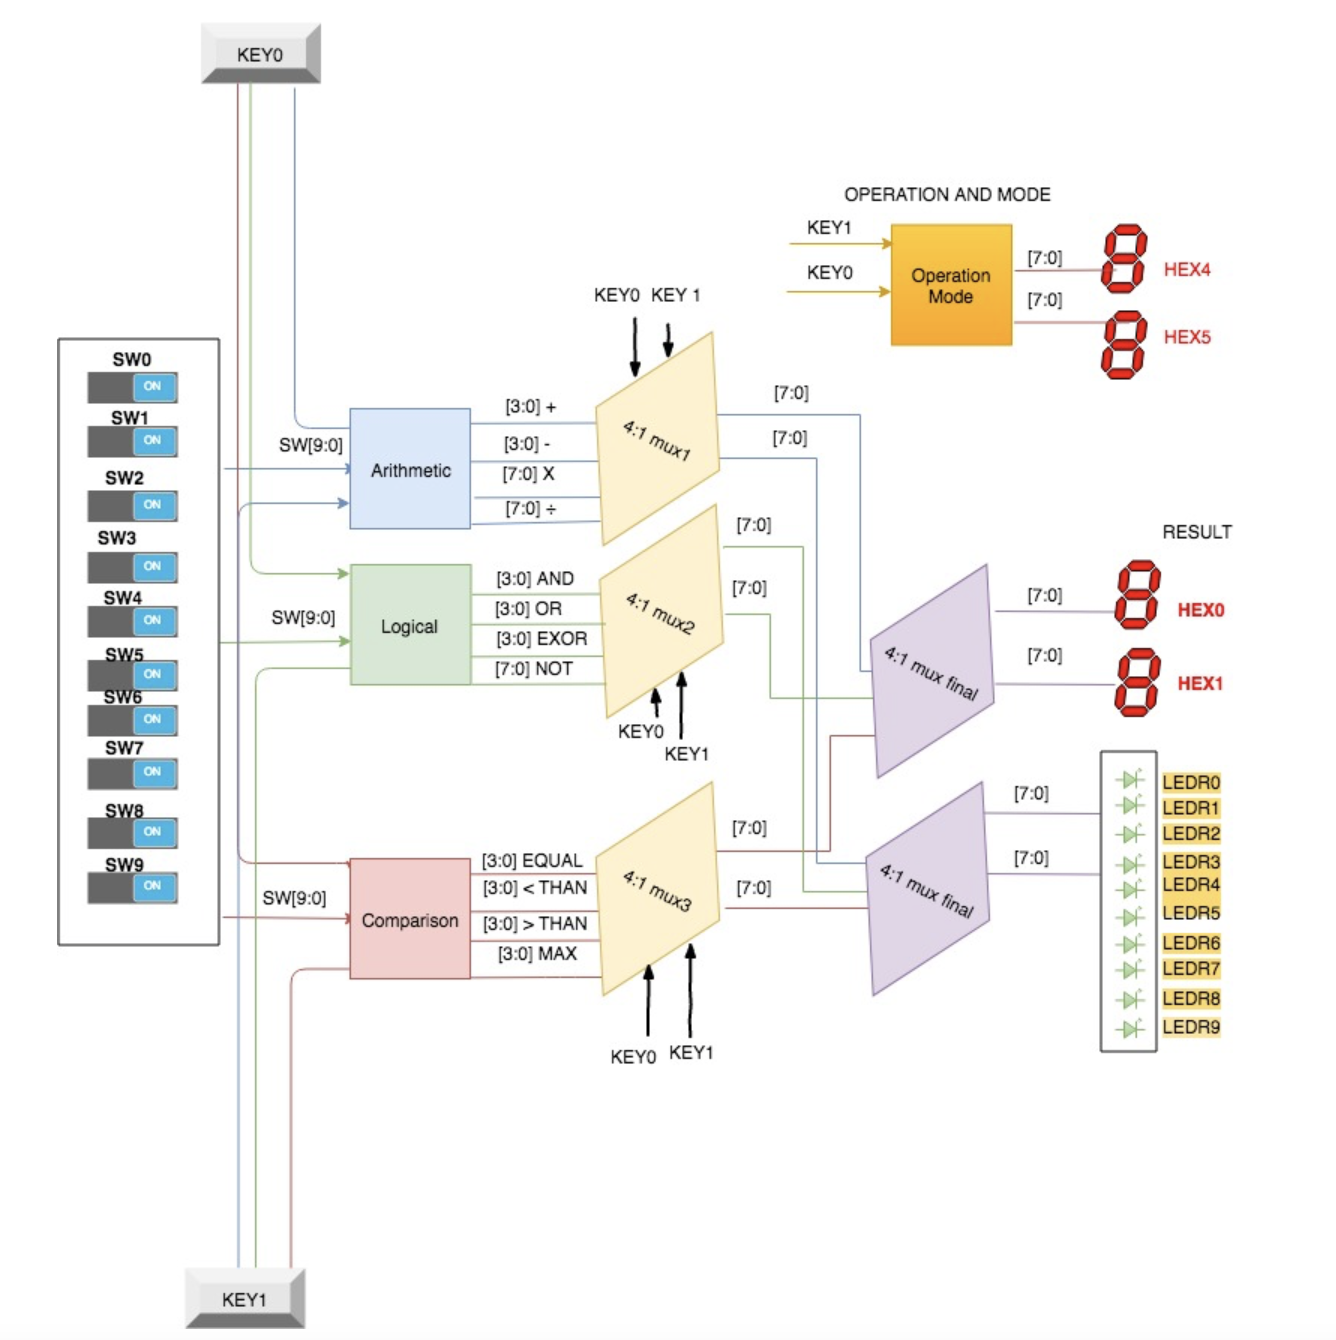 KEY0
OPERATION AND MODE
KEY1
KEY0
Operation
Mode
[7:0]
[7:0]
HEX4
HEX5
KEY0 KEY 1
SW0
ON
SW1
ON
SW2
ON
SW3
ON
SW4
ON
SW5
ON
SW6
ON
SW7
ON
SW8
ON
SW9
ON
SW[9:0]
Arithmetic
[3:0] +
[3:0] -
[7:0] X
[7:0] ÷
4:1 mux1
[7:0]
[7:0]
SW[9:0]
Logical
[3:0] AND
[3:0] OR
[3:0] EXOR
[7:0] NOT
4:1 mux2
[7:0]
[7:0]
KEY0
KEY1
SW[9:0]
Comparison
[3:0] EQUAL
[3:0] < THAN
[3:0] > THAN
[3:0] MAX
4:1 mux3
[7:0]
[7:0]
KEY0 KEY1
4:1 mux final
[7:0]
[7:0]
RESULT
HEX0
HEX1
4:1 mux final
[7:0]
[7:0]
LEDR0
LEDR1
LEDR2
LEDR3
LEDR4
LEDR5
LEDR6
LEDR7
LEDR8
LEDR9
KEY1